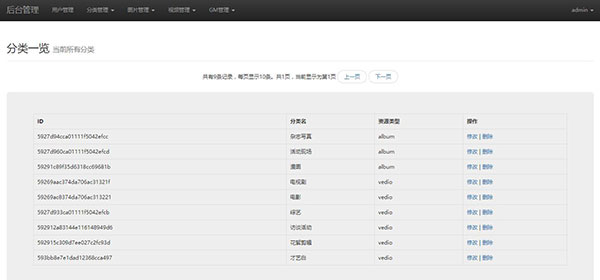 后台管理 用户管理 分类管理 图片管理 视频管理 GM管理 admin
分类一览 当前所有分类
共有9条记录，每页显示10条。共1页，当前显示为第1页 上一页 下一页
ID 分类名 资源类型 操作
5927d94cca01111f5042efcc 杂志写真 album 修改 | 删除
5927d960ca01111f5042efcd 活动现场 album 修改 | 删除
59291c89f35d6318cc69681b 遛图 album 修改 | 删除
59269aac374da706ac31321f 电视剧 vedio 修改 | 删除
59269ac8374da706ac313221 电影 vedio 修改 | 删除
5927d933ca01111f5042efcb 综艺 vedio 修改 | 删除
592912a83144e116148949d6 访谈活动 vedio 修改 | 删除
592915c309d7ee027c2fc93d 花絮剪辑 vedio 修改 | 删除
593bb8e7e1dad12368cca497 才艺自 vedio 修改 | 删除